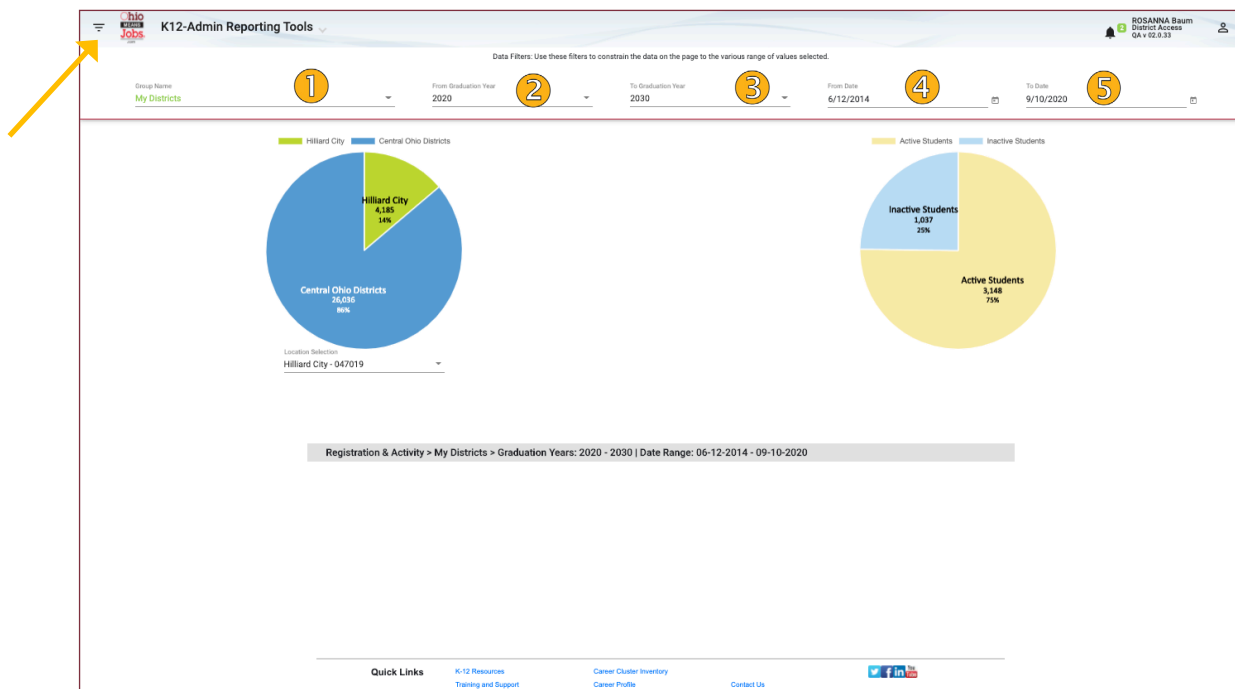 Ohio
MEANS
Jobs
.com
K12-Admin Reporting Tools
2
ROSANNA Baum
District Access
QA v 02.0.33
Data Filters: Use these filters to constrain the data on the page to the various range of values selected.
Group Name
My Districts
1
From Graduation Year
2020
2
To Graduation Year
2030
3
From Date
6/12/2014
4
To Date
9/10/2020
5
Hilliard City Central Ohio Districts
Hilliard City
4,185
14%
Central Ohio Districts
26,036
86%
Location Selection
Hilliard City - 047019
Active Students Inactive Students
Inactive Students
1,037
25%
Active Students
3,148
75%
Registration & Activity > My Districts > Graduation Years: 2020 - 2030 | Date Range: 06-12-2014 - 09-10-2020
Quick Links K-12 Resources Career Cluster Inventory
Training and Support Career Profile Contact Us
You
Tube